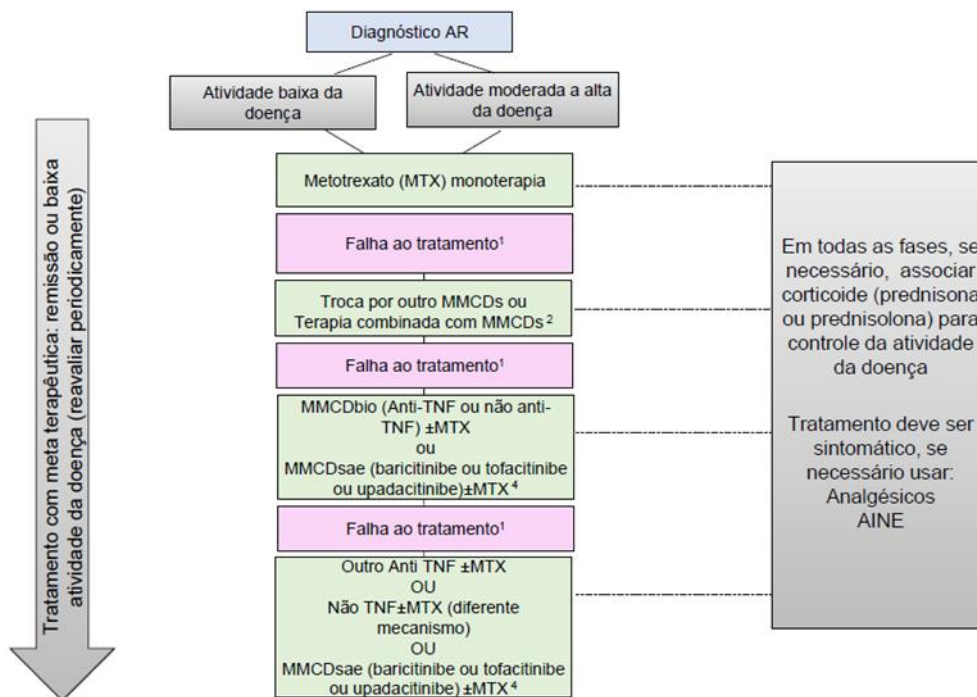 Diagnóstico AR
Atividade baixa da
doença
Atividade moderada a alta
da doença
Tratamento com meta terapêutica: remissão ou baixa
atividade da doença (reavaliar periodicamente)
Metotrexato (MTX) monoterapia
Falha ao tratamento¹
Troca por outro MMCDs ou
Terapia combinada com MMCDs ²
Falha ao tratamento¹
MMCDbio (Anti-TNF ou não anti-
TNF) ±MTX
ou
MMCDsae (baricitinibe ou tofacitinibe
ou upadacitinibe)±MTX ⁴
Falha ao tratamento¹
Outro Anti TNF ±MTX
OU
Não TNF±MTX (diferente
mecanismo)
OU
MMCDsae (baricitinibe ou tofacitinibe
ou upadacitinibe) ±MTX ⁴
Em todas as fases, se
necessário, associar
corticoide (prednisona
ou prednisolona) para
controle da atividade
da doença
Tratamento deve ser
sintomático, se
necessário usar:
Analgésicos
AINE